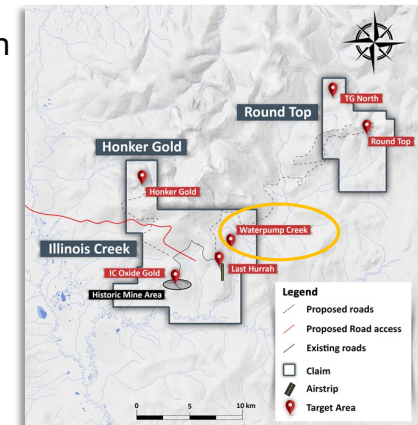 n
TG North
Round Top
Round Top
Honker Gold
Honker Gold
Waterpump Creek
Illinois Creek
Last Hurrah
IC Oxide Gold
Historic Mine Area
Legend
Proposed roads
Proposed Road access
Existing roads
Claim
Airstrip
Target Area
0 5 10 km